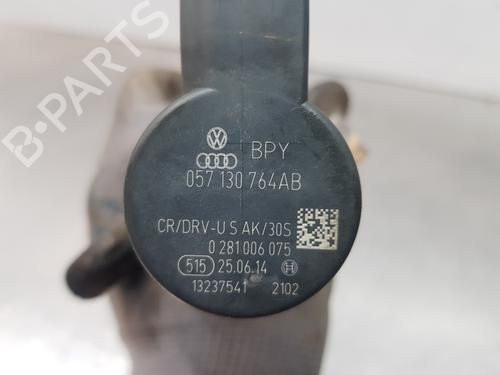 BPY
057 130 764AB
CR/DRV-U S AK/30S
0 281 006 075
515 25.06.14
13237541 2102
B-Parts